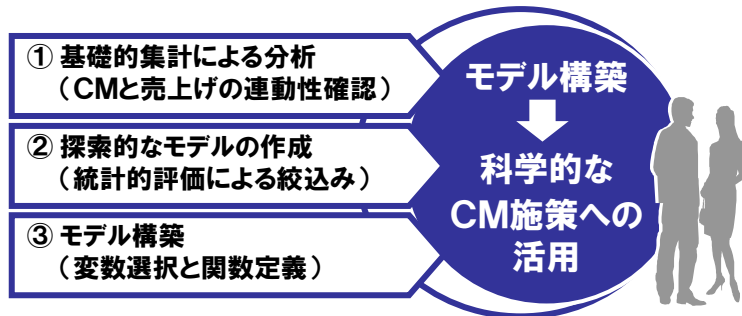 ① 基礎的集計による分析
（CMと売上げの連動性確認）
② 探索的なモデルの作成
（統計的評価による絞込み）
③ モデル構築
（変数選択と関数定義）
モデル構築
科学的な
CM施策への
活用